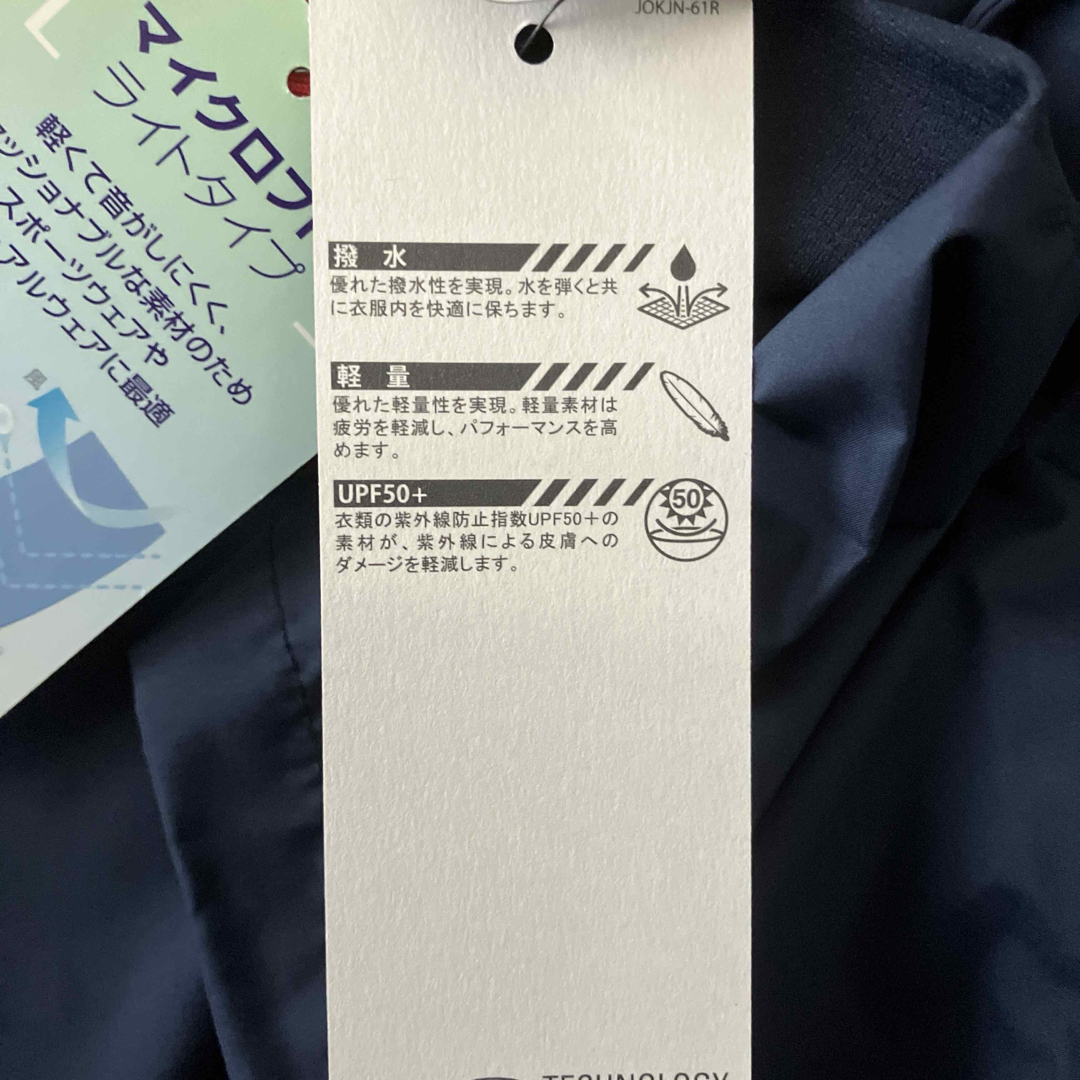 JOKJN-61R
撥 水
優れた撥水性を実現。水を弾くと共
に衣服内を快適に保ちます。
軽 量
優れた軽量性を実現。軽量素材は
疲労を軽減し、パフォーマンスを高
めます。
UPF50+
50
衣類の紫外線防止指数UPF50+の
素材が、紫外線による皮膚への
ダメージを軽減します。
TECHNOLOGY
マイクロフ
ライトタイプ
軽くて音がしにくく、
ッショナブルな素材のため
スポーツウェアや
アルウェアに最適
風